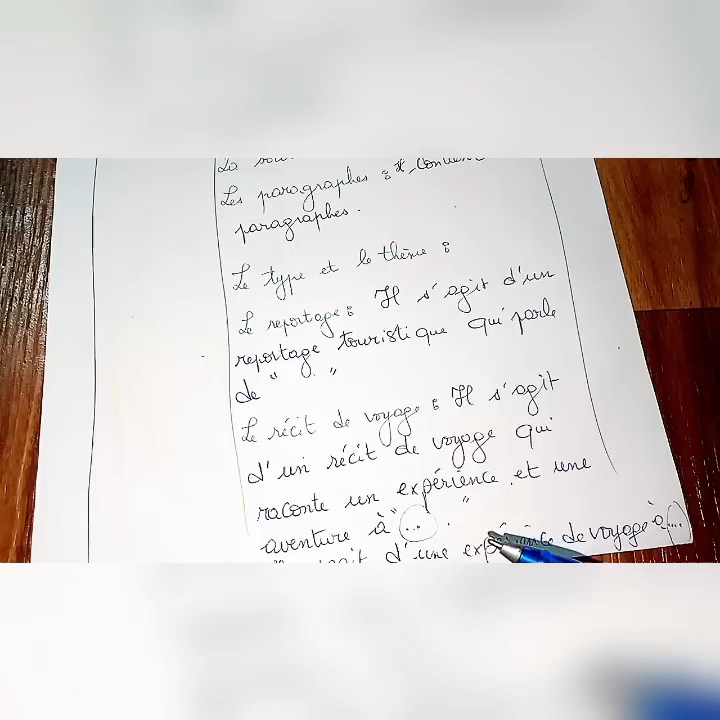 Les paragraphes :
paragraphes.
Le type et le thème :
Le reportage : Il s'agit d'un
reportage touristique qui parle
de " . "
Le récit de voyage : Il s'agit
d'un récit de voyage qui
raconte un expérience et une
aventure à " .. " .
d'une expérience de voyage à ...